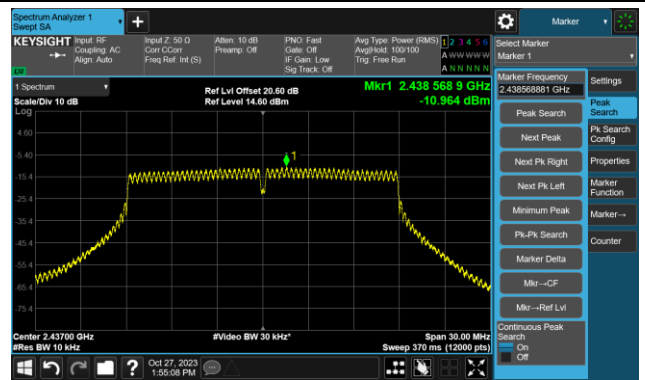 Spectrum Analyzer 1
Swept SA
+
Marker
KEYSIGHT
Input: RF
Coupling: AC
Align: Auto
Input Z: 50 Ω
Corr CCorr
Freq Ref: Int (S)
Atten: 10 dB
Preamp: Off
PNO: Fast
Gate: Off
IF Gain: Low
Sig Track: Off
Avg Type: Power (RMS)
Avg|Hold: 100/100
Trig: Free Run
1 2 3 4 5 6
A WW WW W
A N N N N N
Select Marker
Marker 1
1 Spectrum
Scale/Div 10 dB
Log
Ref Lvl Offset 20.60 dB
Ref Level 14.60 dBm
Mkr1 2.438 568 9 GHz
-10.964 dBm
4.60
-5.40
-15.4
-25.4
-35.4
-45.4
-55.4
-65.4
-75.4
1
Center 2.43700 GHz
#Res BW 10 kHz
#Video BW 30 kHz*
Span 30.00 MHz
Sweep 370 ms (12000 pts)
Marker Frequency
2.438568881 GHz
Peak Search
Next Peak
Next Pk Right
Next Pk Left
Minimum Peak
Pk-Pk Search
Marker Delta
Mkr→CF
Mkr→Ref Lvl
Continuous Peak
Search
On
Off
Settings
Peak
Search
Pk Search
Config
Properties
Marker
Function
Marker→
Counter
?
Oct 27, 2023
1:55:08 PM